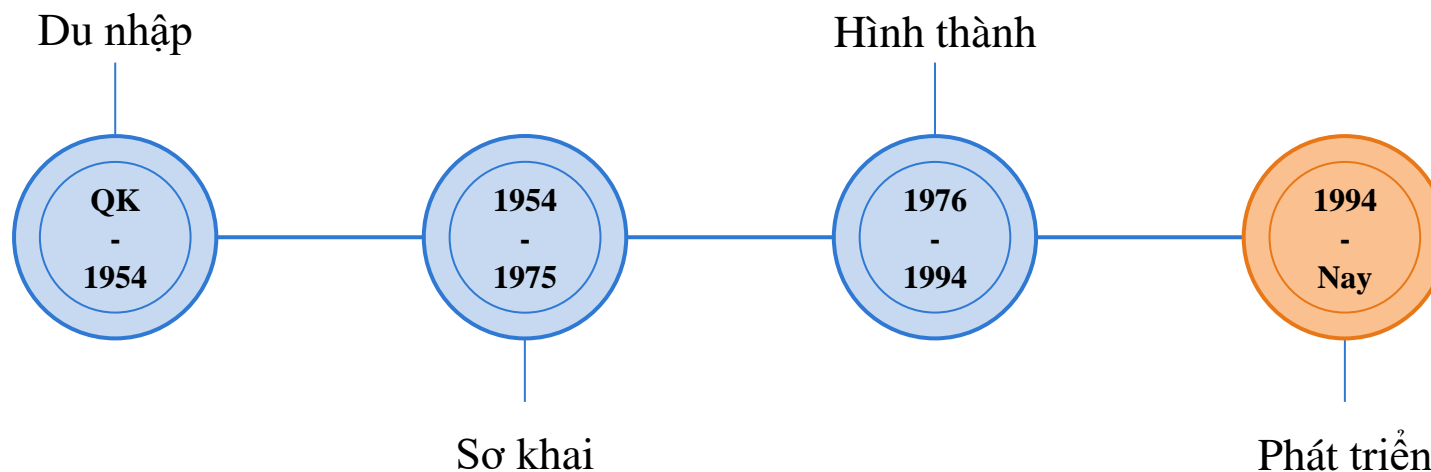 Du nhập
Hình thành
QK
-
1954
1954
-
1975
1976
-
1994
1994
-
Nay
Sơ khai
Phát triển